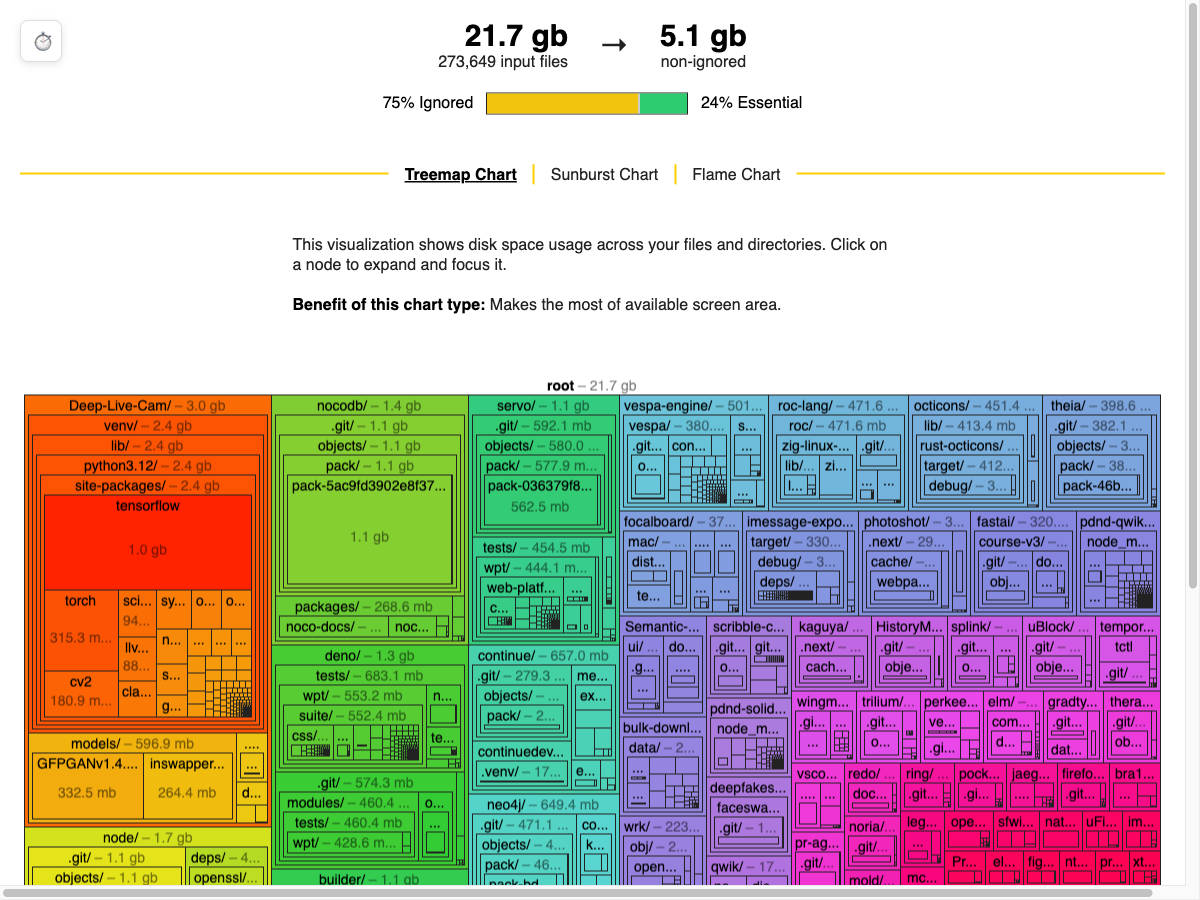 21.7 gb → 5.1 gb
273,649 input files non-ignored
75% Ignored 24% Essential
Treemap Chart Sunburst Chart Flame Chart
This visualization shows disk space usage across your files and directories. Click on
a node to expand and focus it.
Benefit of this chart type: Makes the most of available screen area.
root – 21.7 gb
Deep-Live-Cam/ – 3.0 gb
venv/ – 2.4 gb
lib/ – 2.4 gb
python3.12/ – 2.4 gb
site-packages/ – 2.4 gb
tensorflow
1.0 gb
torch
315.3 m...
cv2
180.9 m...
sci...
94...
llv...
88...
cla...
sy...
n...
s...
g...
o...
o...
...
...
...
models/ – 596.9 mb
GFPGANv1.4....
332.5 mb
inswapper...
264.4 mb
....
...
d...
node/ – 1.7 gb
.git/ – 1.1 gb
objects/ – 1.1 gb
deps/ – 4...
openssl/...
nocodb/ – 1.4 gb
.git/ – 1.1 gb
objects/ – 1.1 gb
pack/ – 1.1 gb
pack-5ac9fd3902e8f37...
1.1 gb
packages/ – 268.6 mb
noco-docs/ – ...
noc...
deno/ – 1.3 gb
tests/ – 683.1 mb
wpt/ – 553.2 mb
suite/ – 552.4 mb
css/...
...
n...
te...
.git/ – 574.3 mb
modules/ – 460.4 ...
tests/ – 460.4 mb
wpt/ – 428.6 m...
o...
...
builder/ – 1.1 gb
servo/ – 1.1 gb
.git/ – 592.1 mb
objects/ – 580.0 ...
pack/ – 577.9 m...
pack-036379f8...
562.5 mb
tests/ – 454.5 mb
wpt/ – 444.1 m...
web-platf...
c...
...
continue/ – 657.0 mb
.git/ – 279.3 ...
objects/ – ...
pack/ – 2...
me...
ex...
continuedev...
.venv/ – 17...
e...
neo4j/ – 649.4 mb
.git/ – 471.1 ...
objects/ – 4...
pack/ – 46...
pack-bd...
co...
k...
vespa-engine/ – 501...
vespa/ – 380....
.git...
o...
con...
s...
...
...
roc-lang/ – 471.6 ...
roc/ – 471.6 mb
zig-linux-...
lib/...
l...
zi...
.git/...
...
...
octicons/ – 451.4 ...
lib/ – 413.4 mb
rust-octicons/
target/ – 412...
debug/ – 3...
theia/ – 398.6 ...
.git/ – 382.1 ...
objects/ – 3...
pack/ – 38...
pack-46b...
focalboard/ – 37...
mac/ – ...
dist...
te...
....
...
...
...
imessage-expo...
target/ – 330...
debug/ – 3...
deps/ ...
photoshot/ – 3...
.next/ – 29...
cache/ – ...
webpa...
fastai/ – 320....
course-v3/ –...
.git/ – ...
obj...
do...
...
pdnd-qwik...
node_m...
...
...
Semantic-...
ui/ ...
.g...
...
do...
....
scribble-c...
.git...
o...
git...
pdnd-solid...
node_m...
kaguya/ ...
.next/ – ...
cach...
HistoryM...
.git/ – ...
obje...
splink/ – ...
.git...
o...
...
uBlock/ ...
.git/ – ...
obje...
tempor...
tctl
.git/ ...
wingm...
.gi...
...
...
trilium/...
.git...
o...
perkee...
ve...
.gi...
elm/ – ...
com...
d...
gradty...
.git...
dat...
thera...
.git/...
ob...
bulk-downl...
data/ – 2...
...
...
...
deepfakes...
faceswa...
.git/ – 1...
wrk/ – 223...
obj/ – 2...
open...
qwik/ – 17...
vsco...
....
...
redo/ ...
doc...
ring/ ...
.git...
pock...
.gi...
jaeg...
...
firefo...
.git...
bra1...
...
noria/...
.git/...
leg...
...
ope...
sfwi...
nat...
uFi...
im...
pr-ag...
.git/...
Pr...
el...
fig...
nt...
pr...
xt...
mold/...
mc...